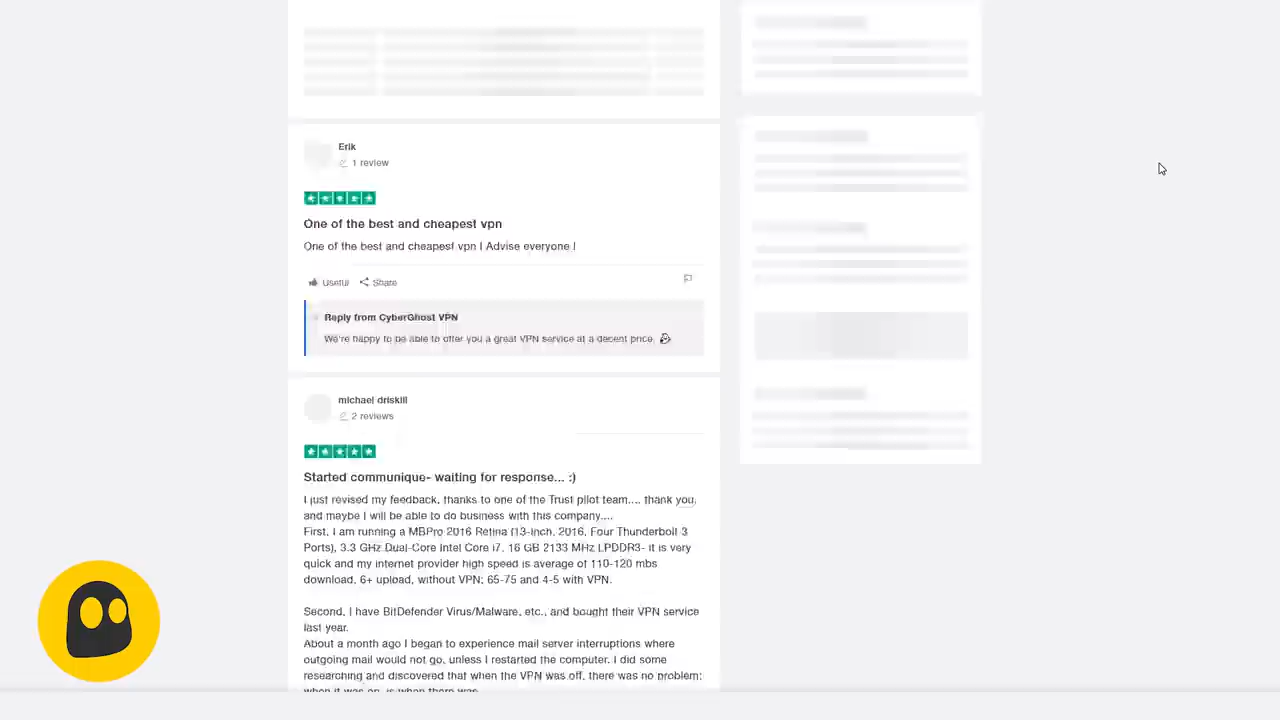 Erik
1 review
One of the best and cheapest vpn
One of the best and cheapest vpn ! Advise everyone !
Useful Share
Reply from CyberGhost VPN
We're happy to be able to offer you a great VPN service at a decent price.
michael driskill
2 reviews
Started communique- waiting for response... :)
I just revised my feedback, thanks to one of the Trust pilot team.... thank you,
and maybe I will be able to do business with this company....
First, I am running a MBPro 2016 Retina (13-inch, 2016, Four Thunderbolt 3
Ports), 3.3 GHz Dual-Core Intel Core i7, 16 GB 2133 MHz LPDDR3- it is very
quick and my internet provider high speed is average of 110-120 mbs
download, 6+ upload, without VPN; 65-75 and 4-5 with VPN.
Second, I have BitDefender Virus/Malware, etc., and bought their VPN service
last year.
About a month ago I began to experience mail server interruptions where
outgoing mail would not go, unless I restarted the computer. I did some
researching and discovered that when the VPN was off, there was no problem;
when it was on, is when there was